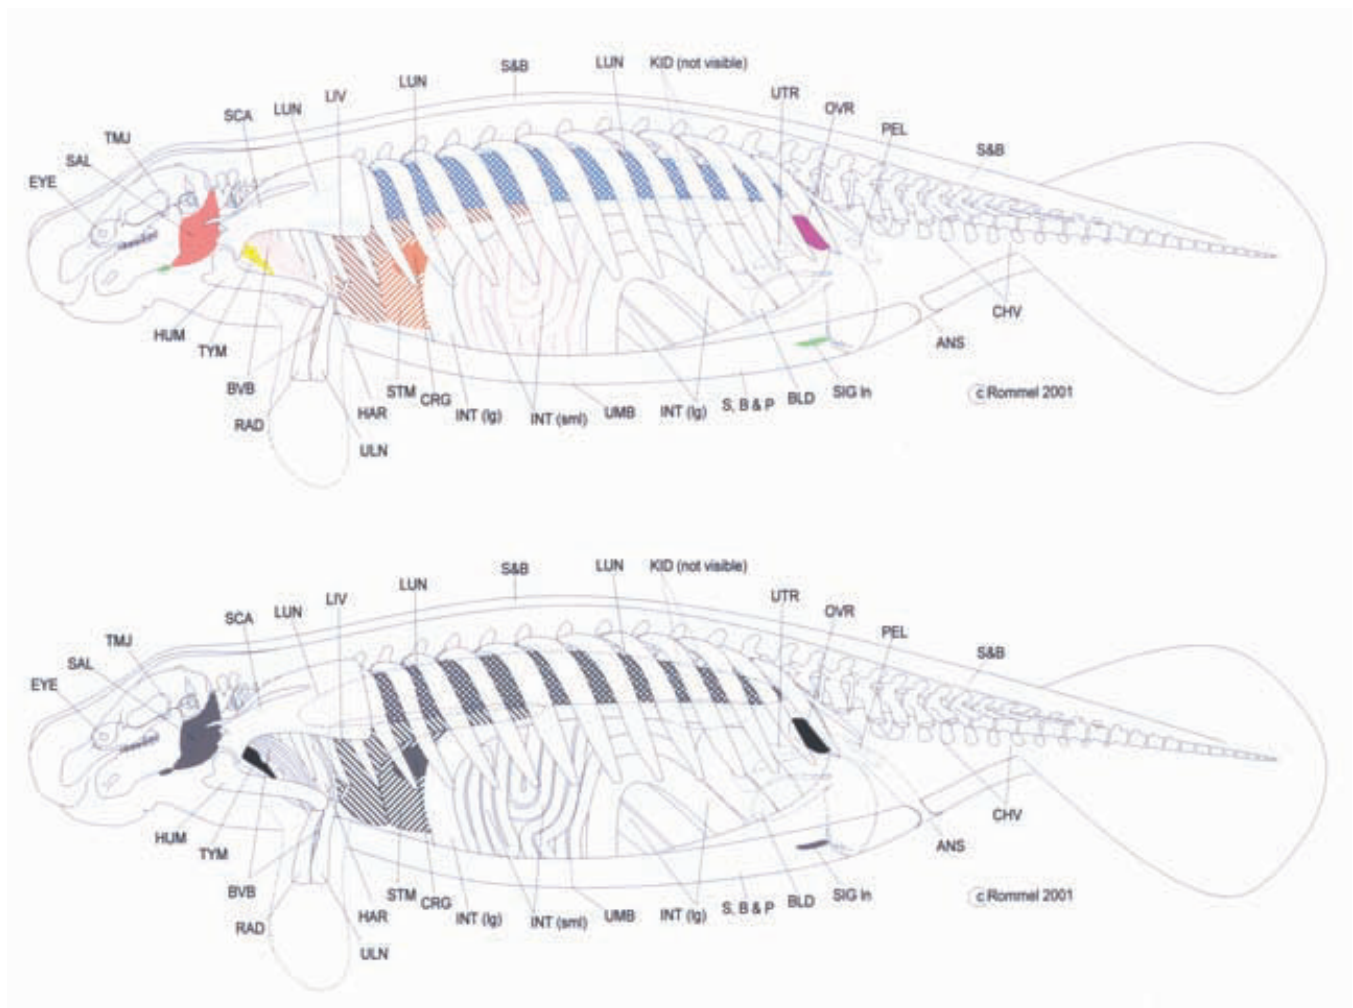 S&B
LUN
KID (not visible)
LUN
LIV
UTR
LUN
OVR
SCA
PEL
TMJ
S&B
SAL
EYE
CHV
HUM
ANS
TYM
BVB
STM
SIG ln
c Rommel 2001
CRG
BLD
HAR
INT (lg)
INT (sml)
UMB
INT (lg)
S, B & P
RAD
ULN
S&B
LUN
KID (not visible)
LUN
LIV
UTR
LUN
OVR
SCA
PEL
TMJ
S&B
SAL
EYE
CHV
HUM
ANS
TYM
BVB
STM
SIG ln
c Rommel 2001
CRG
BLD
HAR
INT (lg)
INT (sml)
UMB
INT (lg)
S, B & P
RAD
ULN